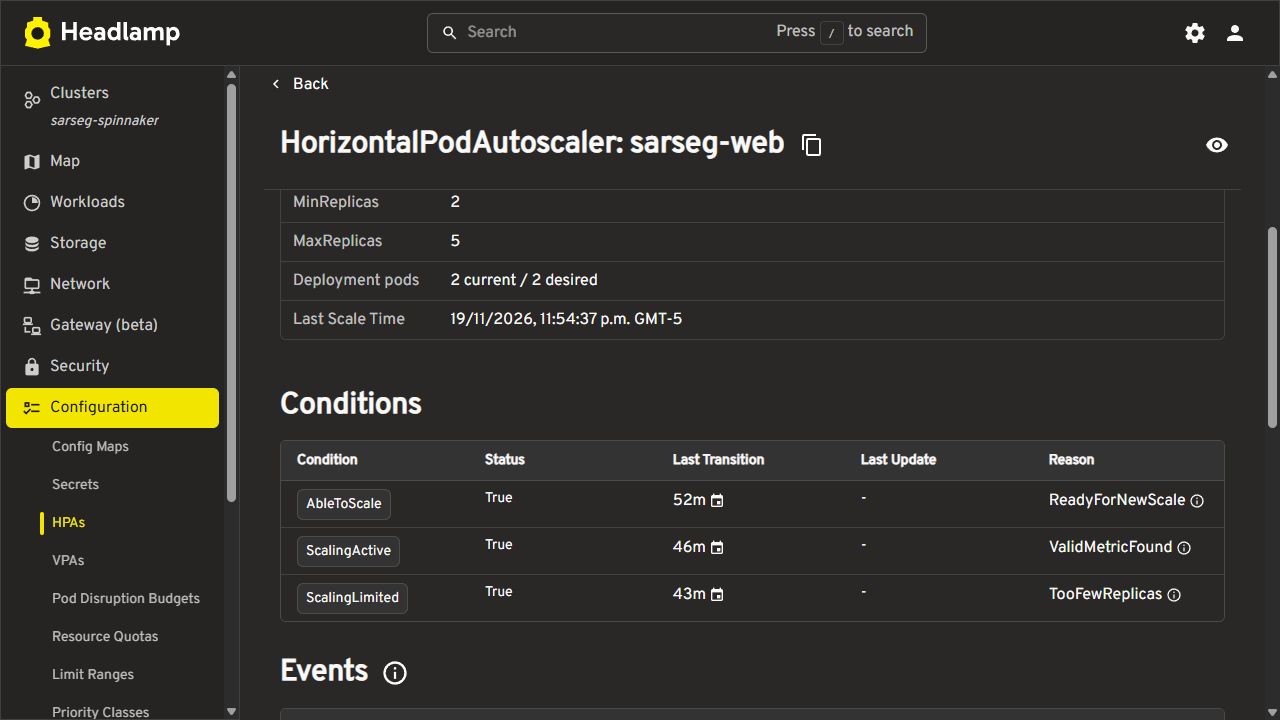 Headlamp
Search
Press / to search
Clusters
sarseg-spinnaker
Map
Workloads
Storage
Network
Gateway (beta)
Security
Configuration
Config Maps
Secrets
HPAs
VPAs
Pod Disruption Budgets
Resource Quotas
Limit Ranges
Priority Classes
Back
HorizontalPodAutoscaler: sarseg-web
MinReplicas 2
MaxReplicas 5
Deployment pods 2 current / 2 desired
Last Scale Time 19/11/2026, 11:54:37 p.m. GMT-5
Conditions
Condition Status Last Transition Last Update Reason
AbleToScale True 52m - ReadyForNewScale
ScalingActive True 46m - ValidMetricFound
ScalingLimited True 43m - TooFewReplicas
Events